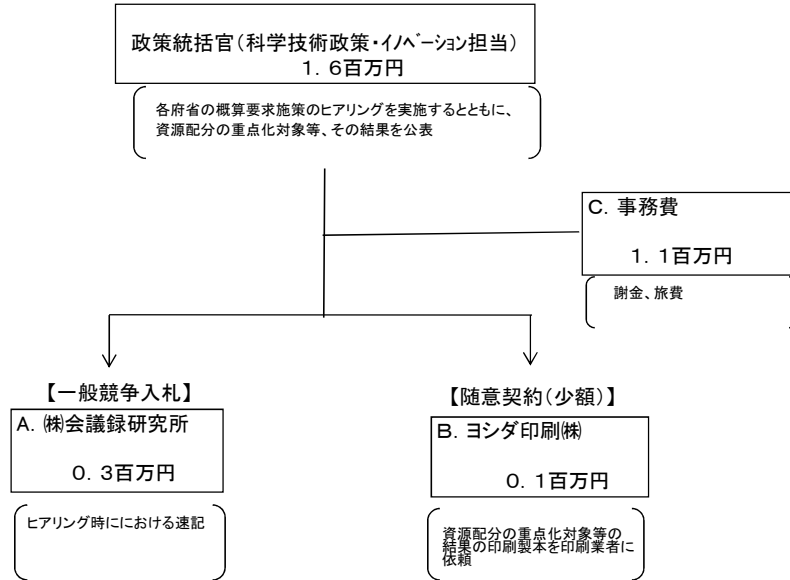 政策統括官（科学技術政策・イノベーション担当）
１．６百万円
各府省の概算要求施策のヒアリングを実施するとともに、
資源配分の重点化対象等、その結果を公表
Ｃ．事務費
１．１百万円
謝金、旅費
【一般競争入札】
Ａ．㈱会議録研究所
０．３百万円
ヒアリング時ににおける速記
【随意契約（少額）】
Ｂ．ヨシダ印刷㈱
０．１百万円
資源配分の重点化対象等の
結果の印刷製本を印刷業者に
依頼